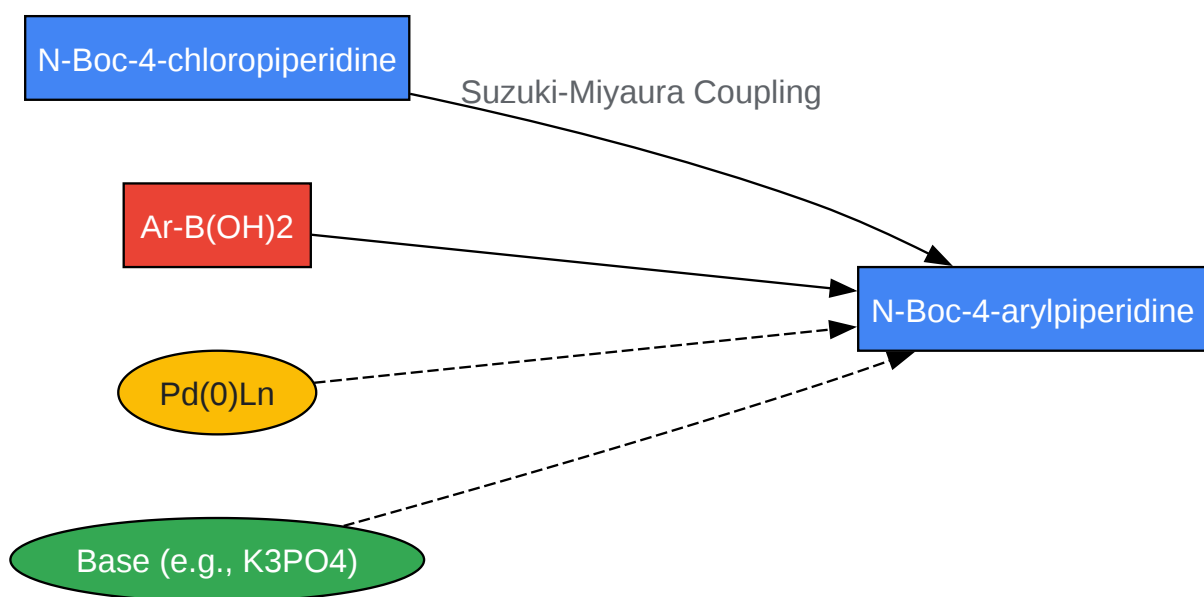 N-Boc-4-chloropiperidine
Suzuki-Miyaura Coupling
Ar-B(OH)2
N-Boc-4-arylpiperidine
Pd(0)Ln
Base (e.g., K3PO4)